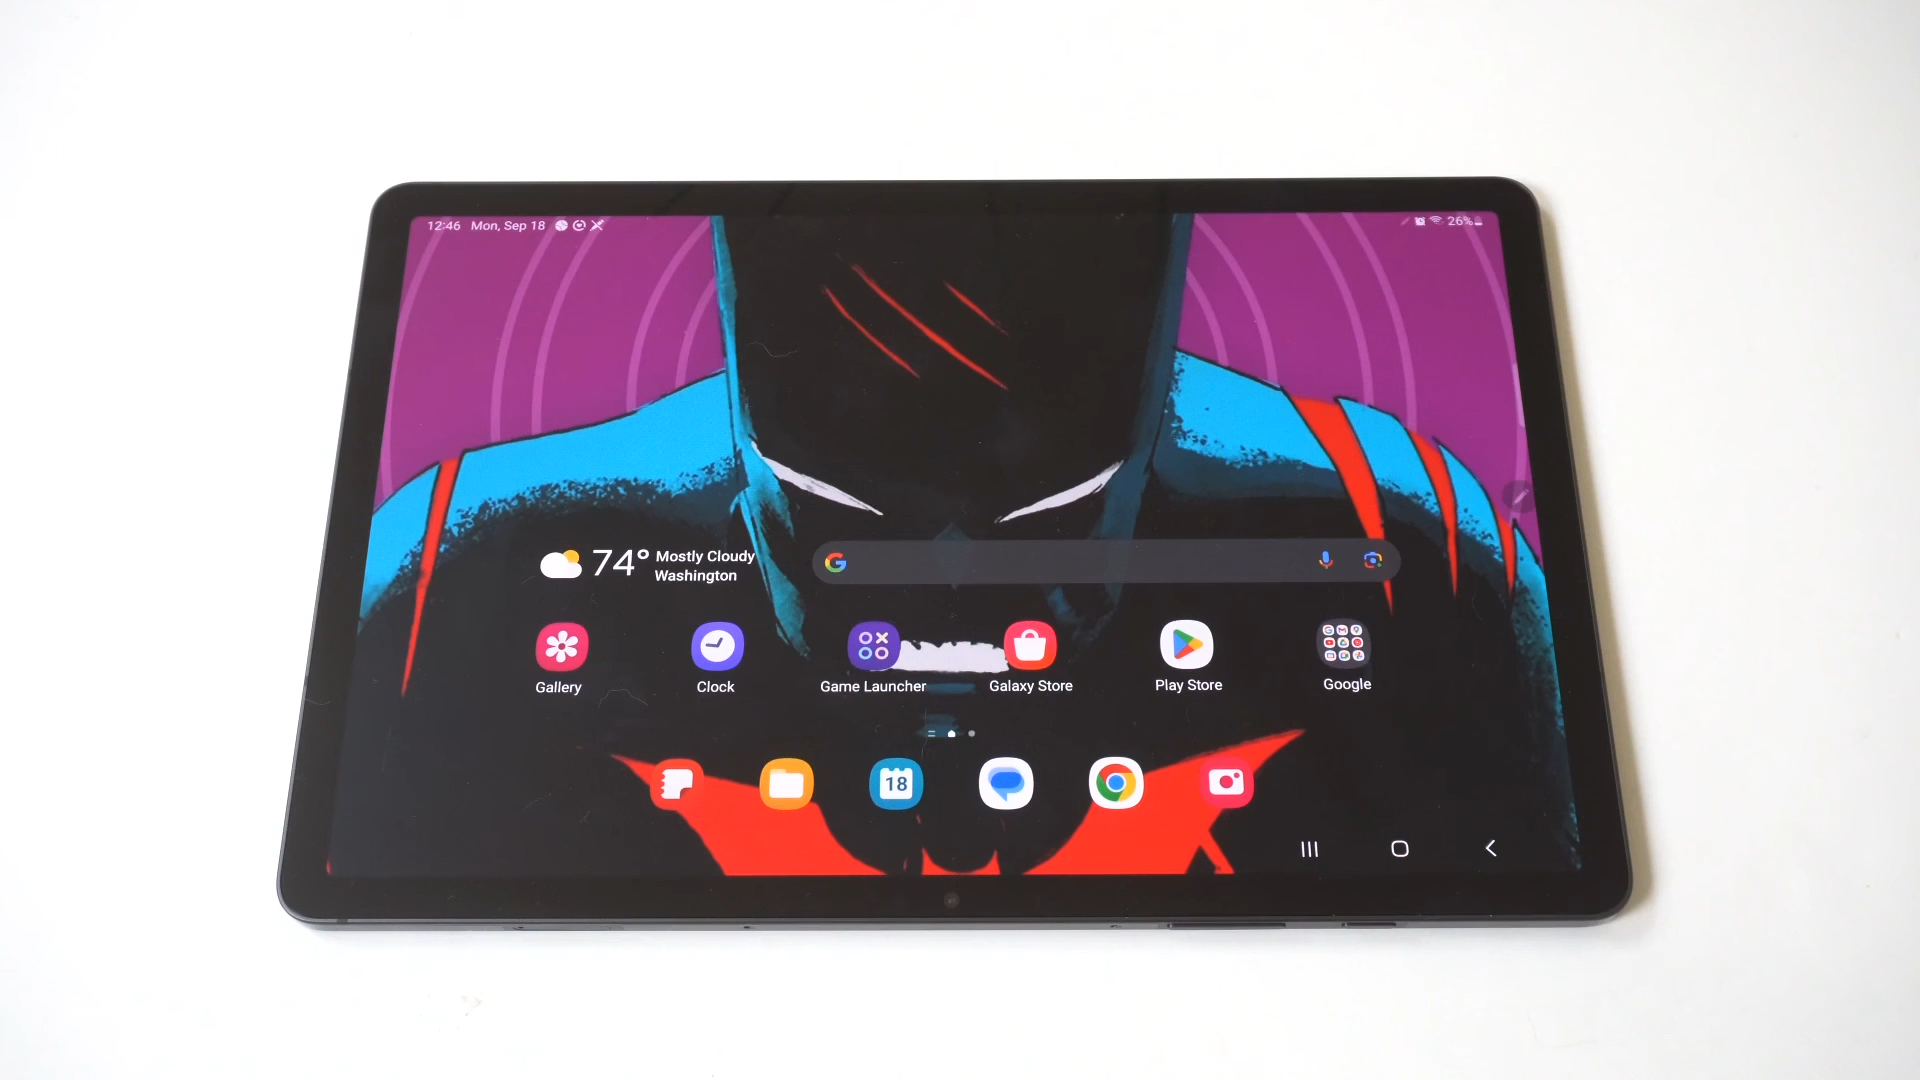 12:46 Mon, Sep 18
26%
74° Mostly Cloudy
Washington
Gallery
Clock
Game Launcher
Galaxy Store
Play Store
Google
18